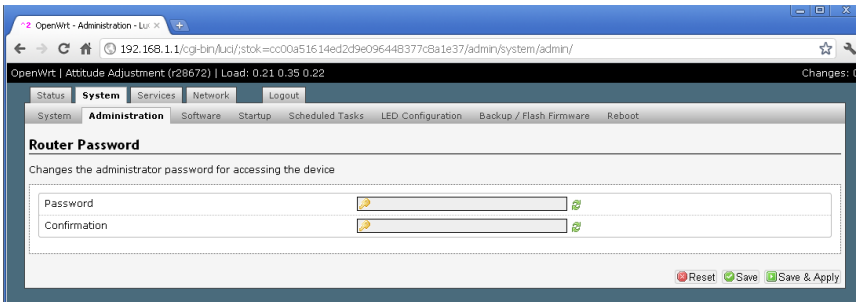 ^2 OpenWrt - Administration - Lu
192.168.1.1/cgi-bin/luci/;stok=cc00a51614ed2d9e096448377c8a1e37/admin/system/admin/
OpenWrt | Attitude Adjustment (r28672) | Load: 0.21 0.35 0.22 Changes: 0
Status System Services Network Logout
System Administration Software Startup Scheduled Tasks LED Configuration Backup / Flash Firmware Reboot
Router Password
Changes the administrator password for accessing the device
Password
Confirmation
Reset Save Save & Apply